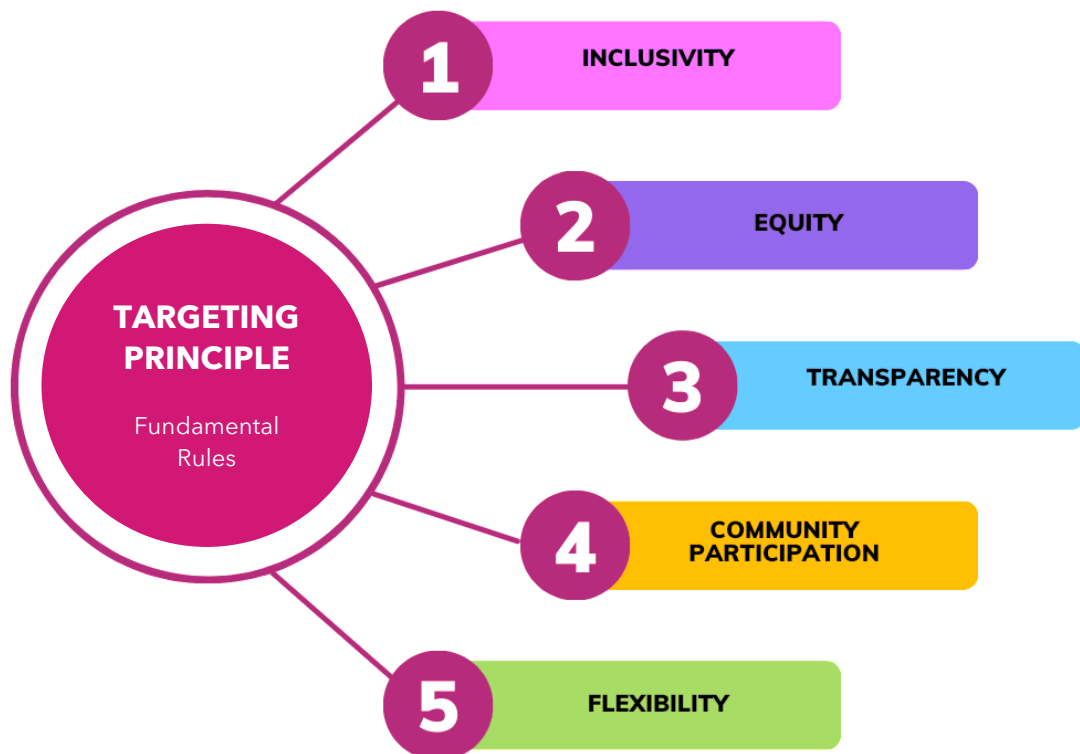 TARGETING
PRINCIPLE
Fundamental
Rules
1
INCLUSIVITY
2
EQUITY
3
TRANSPARENCY
4
COMMUNITY
PARTICIPATION
5
FLEXIBILITY